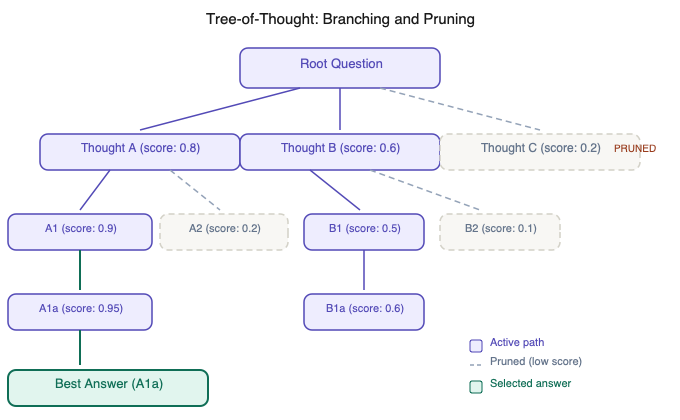 Tree-of-Thought: Branching and Pruning
Root Question
Thought A (score: 0.8)
Thought B (score: 0.6)
Thought C (score: 0.2)
PRUNED
A1 (score: 0.9)
A2 (score: 0.2)
B1 (score: 0.5)
B2 (score: 0.1)
A1a (score: 0.95)
B1a (score: 0.6)
Best Answer (A1a)
Active path
Pruned (low score)
Selected answer